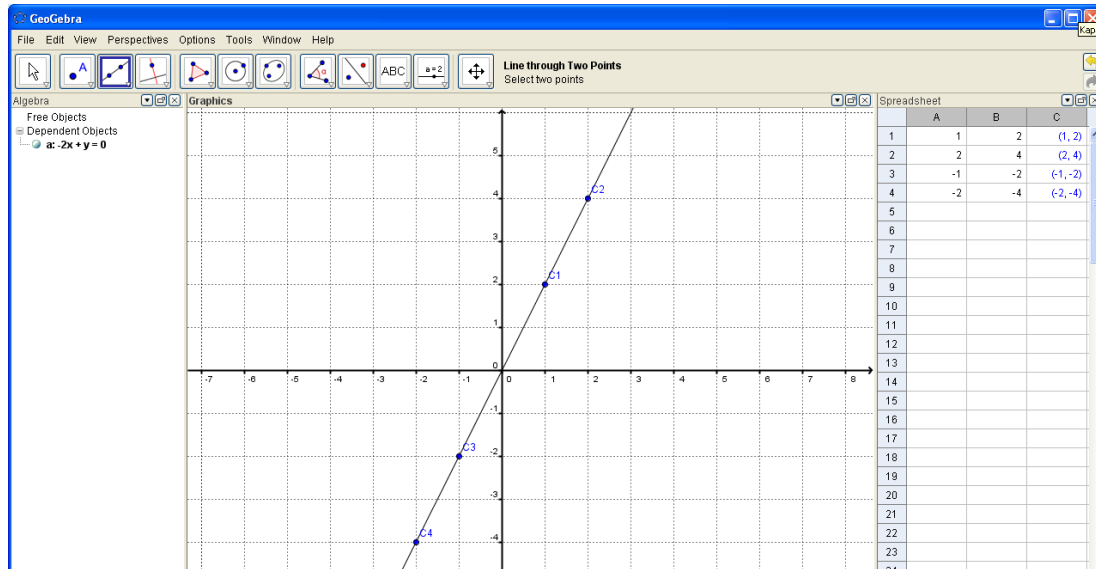 GeoGebra
Kap
File Edit View Perspectives Options Tools Window Help
A
ABC
a=2
Line through Two Points
Select two points
Algebra
Free Objects
Dependent Objects
a: -2x + y = 0
Graphics
5
4
3
2
1
0
-1
-2
-3
-4
-7 -6 -5 -4 -3 -2 -1 0 1 2 3 4 5 6 7 8
C2
C1
C3
C4
Spreadsheet
A B C
1 1 2 (1, 2)
2 2 4 (2, 4)
3 -1 -2 (-1, -2)
4 -2 -4 (-2, -4)
5
6
7
8
9
10
11
12
13
14
15
16
17
18
19
20
21
22
23